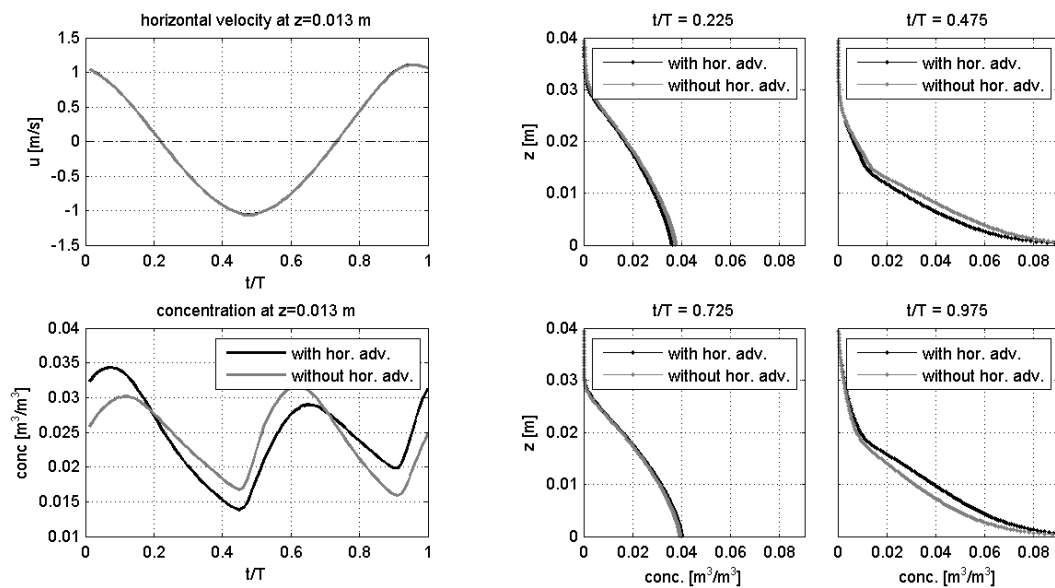 horizontal velocity at z=0.013 m
1.5
1
0.5
0
-0.5
-1
-1.5
u [m/s]
0 0.2 0.4 0.6 0.8 1
t/T
concentration at z=0.013 m
with hor. adv.
without hor. adv.
0.04
0.035
0.03
0.025
0.02
0.015
0.01
conc [m³/m³]
0 0.2 0.4 0.6 0.8 1
t/T
t/T = 0.225
with hor. adv.
without hor. adv.
0.04
0.03
0.02
0.01
0
z [m]
0 0.02 0.04 0.06 0.08
t/T = 0.475
with hor. adv.
without hor. adv.
0 0.02 0.04 0.06 0.08
t/T = 0.725
with hor. adv.
without hor. adv.
0.04
0.03
0.02
0.01
0
z [m]
0 0.02 0.04 0.06 0.08
conc. [m³/m³]
t/T = 0.975
with hor. adv.
without hor. adv.
0 0.02 0.04 0.06 0.08
conc. [m³/m³]